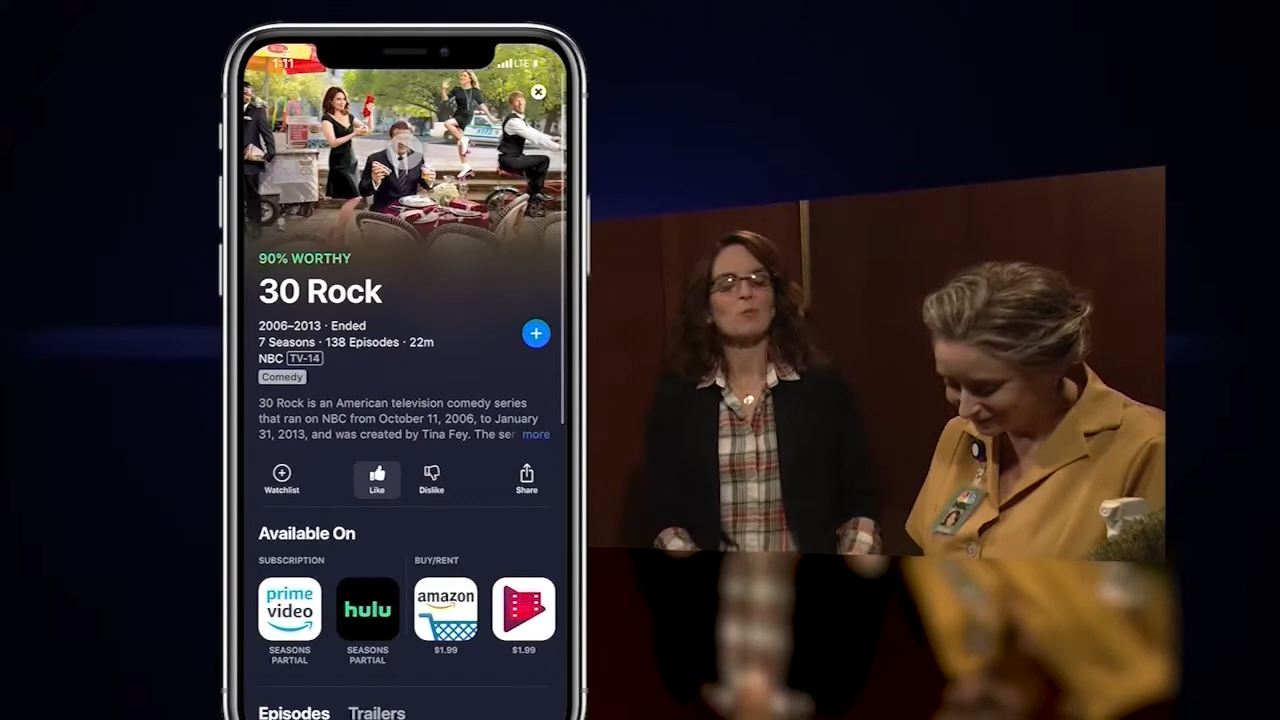 1:11
LTE
90% WORTHY
30 Rock
2006–2013 · Ended
7 Seasons · 138 Episodes · 22m
NBC TV-14
Comedy
30 Rock is an American television comedy series
that ran on NBC from October 11, 2006, to January
31, 2013, and was created by Tina Fey. The ser more
Watchlist
Like
Dislike
Share
Available On
SUBSCRIPTION
BUY/RENT
prime video
hulu
amazon
SEASONS PARTIAL
SEASONS PARTIAL
$1.99
$1.99
Episodes Trailers